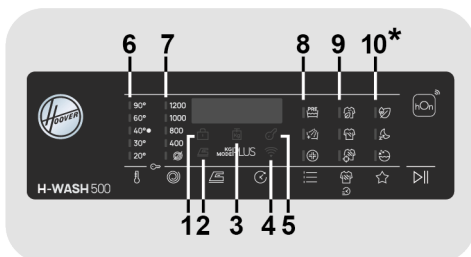 6 7 8 9 10*
HOOVER
90° 1200
60° 1000
40° 800
30° 400
20°
PRE
hOn
KG
MODE PLUS
H-WASH 500
1 2 3 4 5